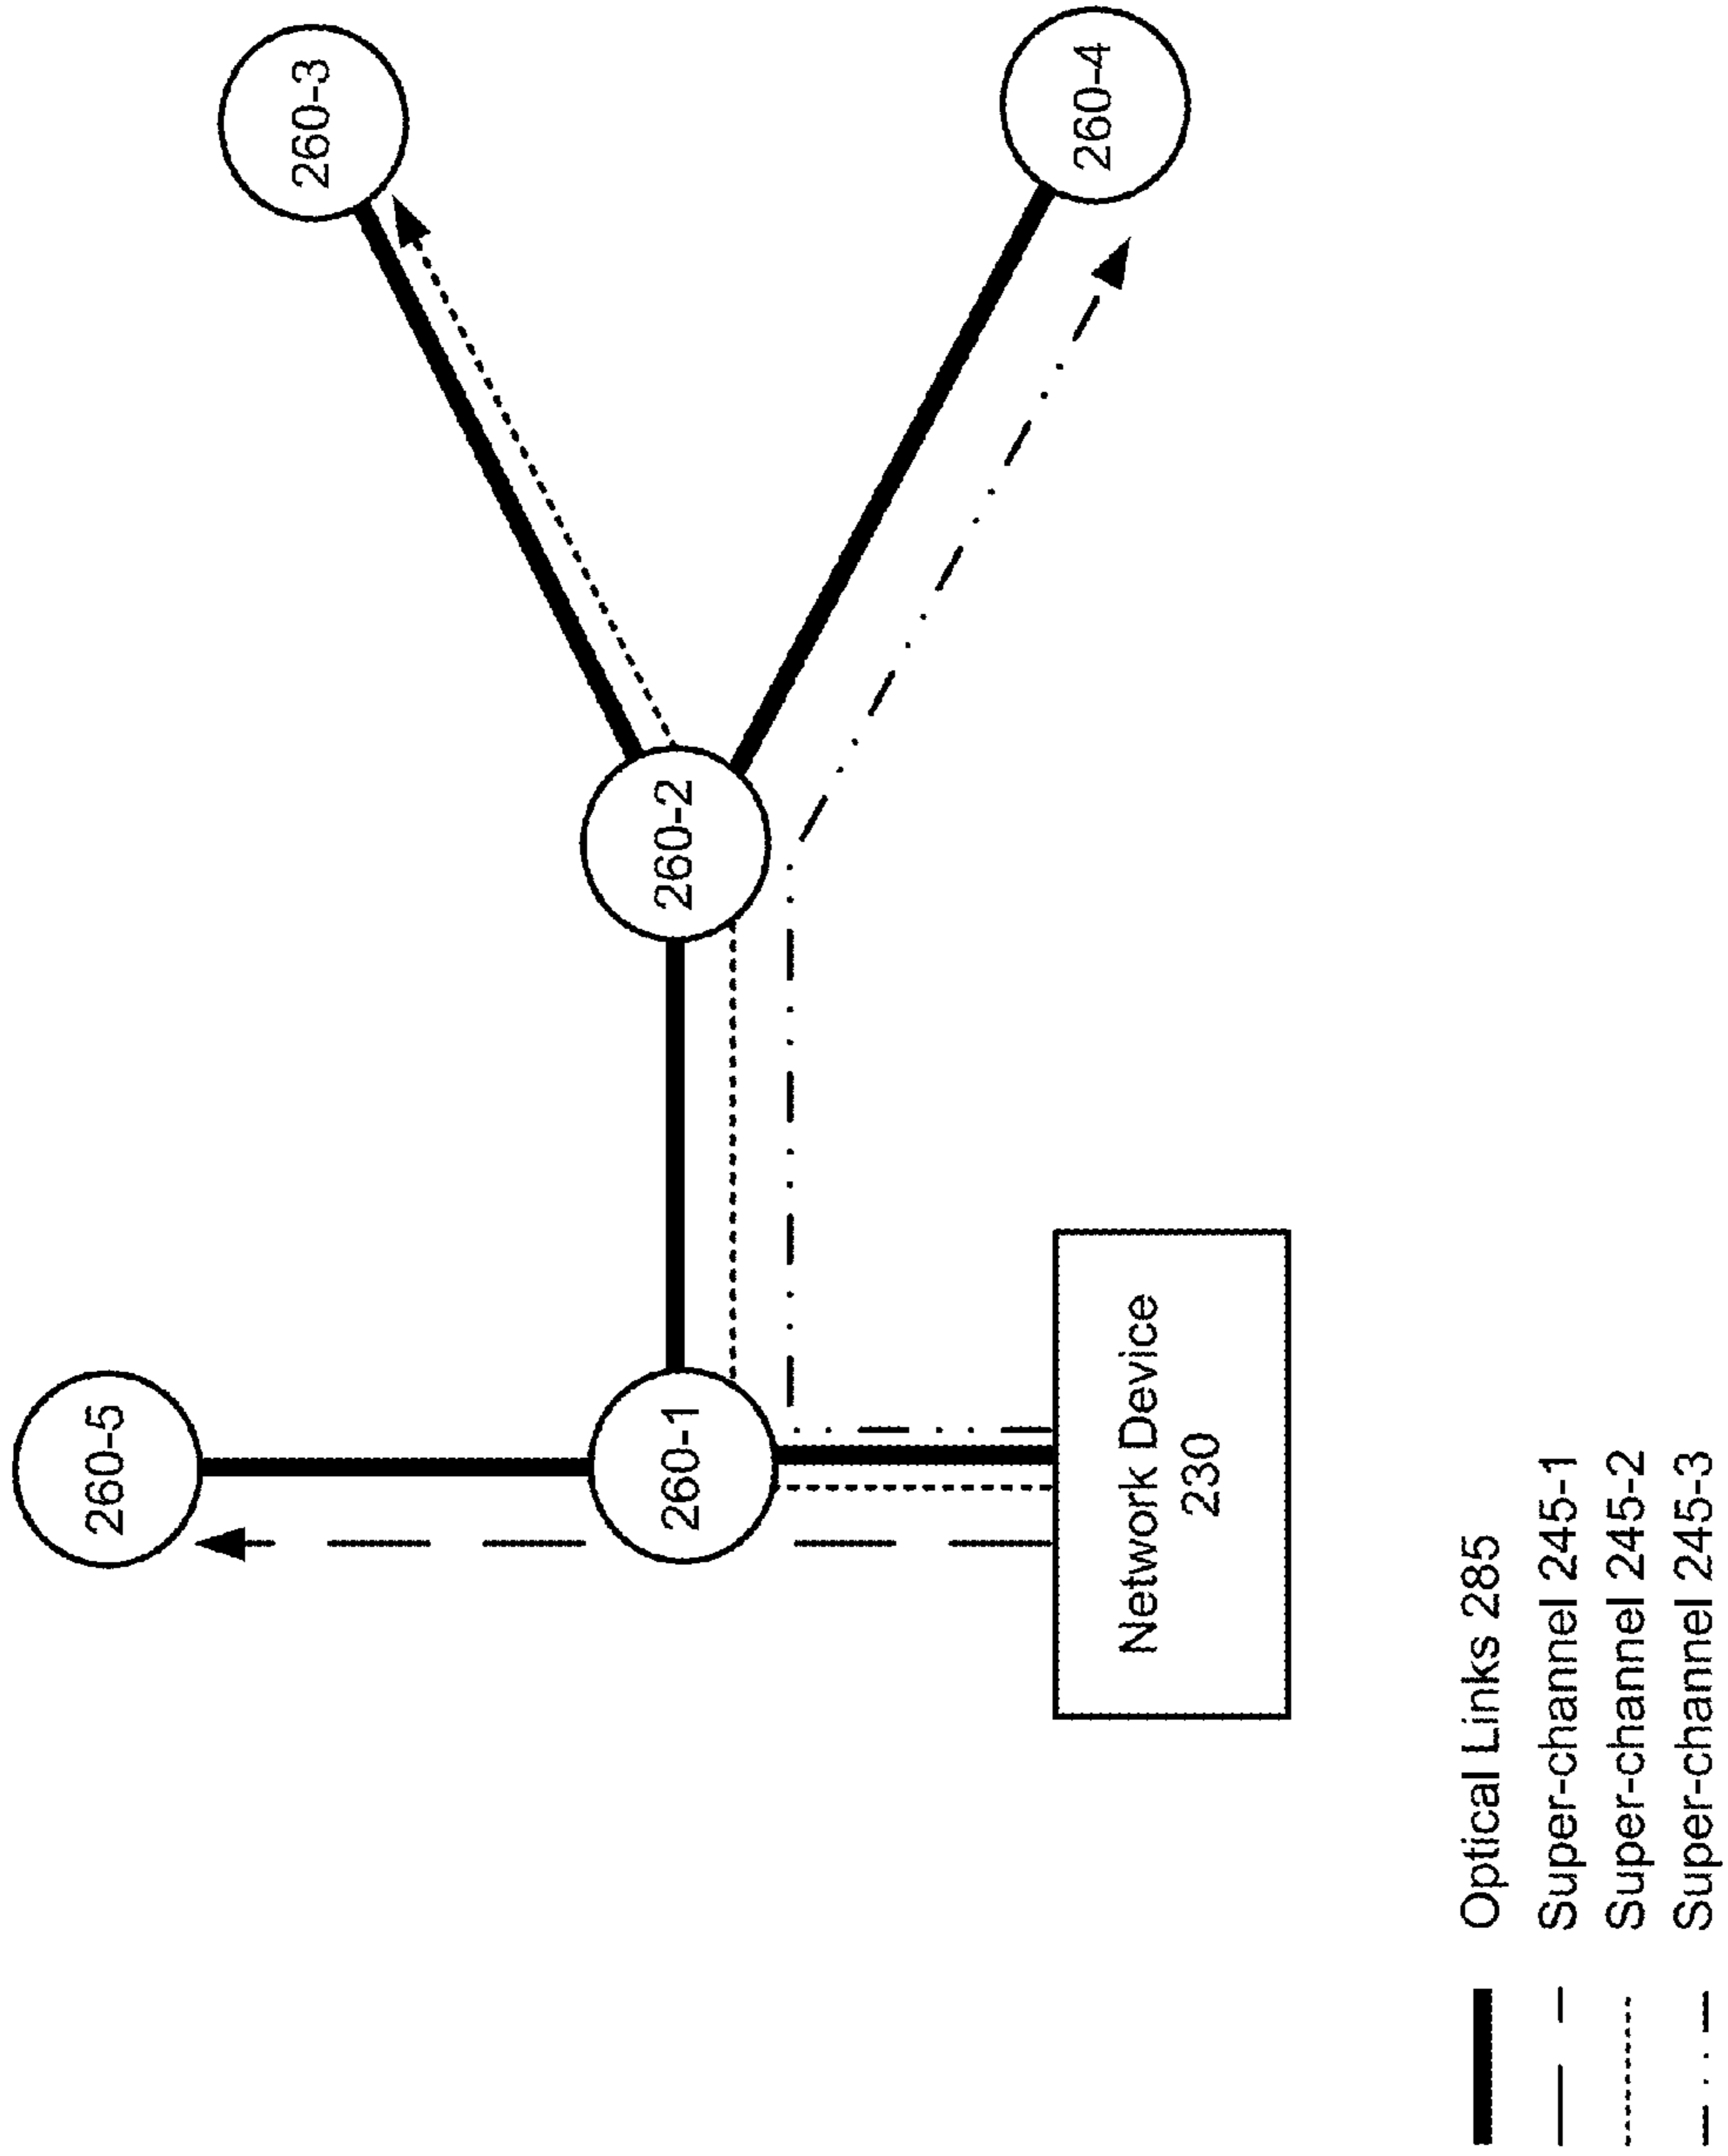 260-5
260-1
260-2
260-3
260-4
Network Device
230
Optical Links 285
Super-channel 245-1
Super-channel 245-2
Super-channel 245-3